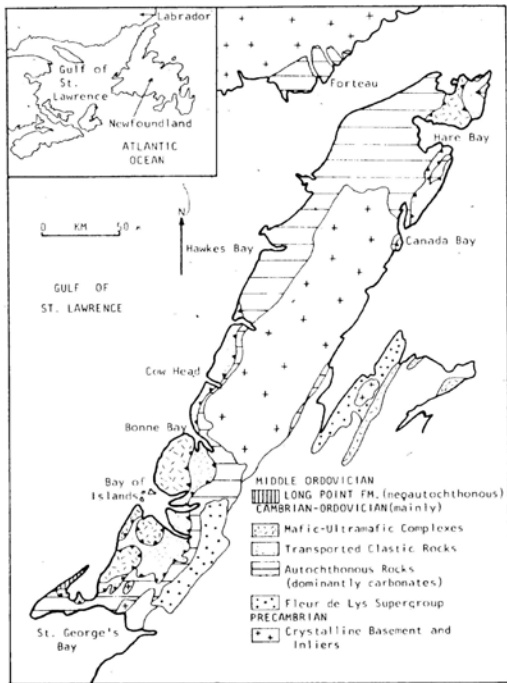 Labrador
Gulf of
St.
Lawrence
Newfoundland
ATLANTIC
OCEAN
Forteau
Hare Bay
0 KM 50
N
Hawkes Bay
Canada Bay
GULF OF
ST. LAWRENCE
Cow Head
Bonne Bay
Bay of
Islands
St. George's
Bay
MIDDLE ORDOVICIAN
LONG POINT FM. (neoautochthonous)
CAMBRIAN-ORDOVICIAN (mainly)
Mafic-Ultramafic Complexes
Transported Clastic Rocks
Autochthonous Rocks
(dominantly carbonates)
Fleur de Lys Supergroup
PRECAMBRIAN
Crystalline Basement and
Inliers